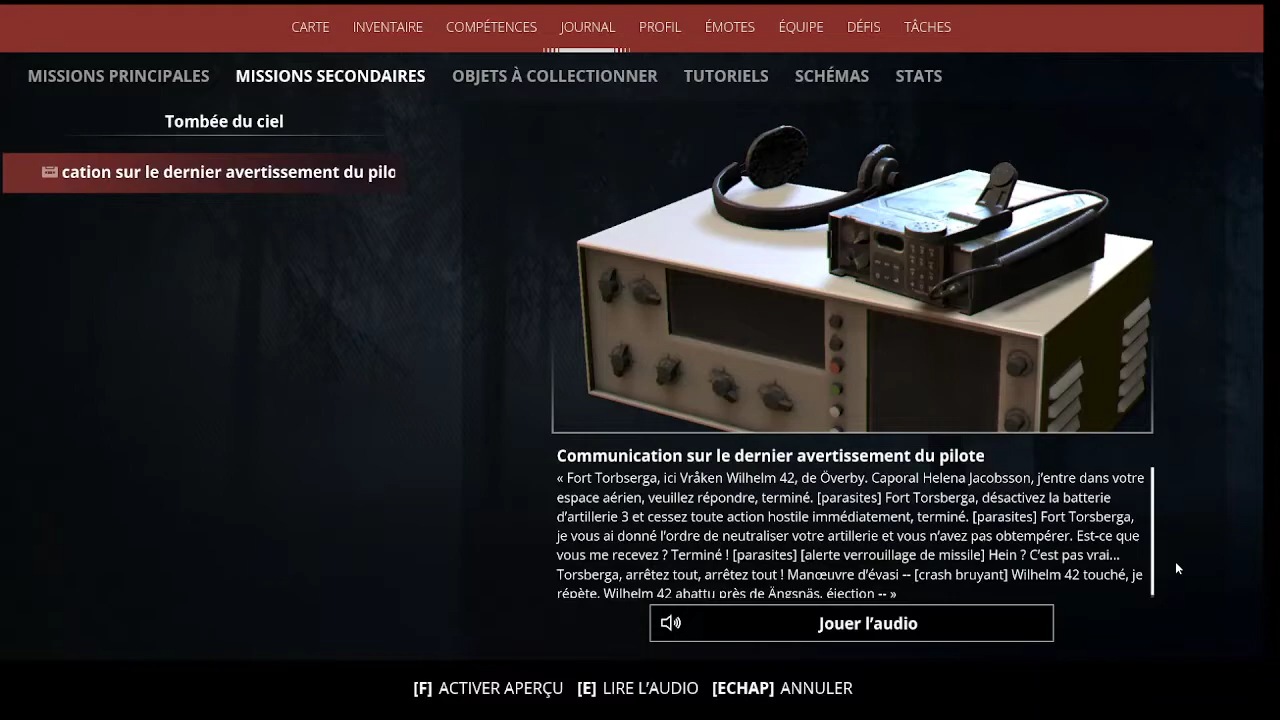 CARTE INVENTAIRE COMPÉTENCES JOURNAL PROFIL ÉMOTES ÉQUIPE DÉFIS TÂCHES
MISSIONS PRINCIPALES MISSIONS SECONDAIRES OBJETS À COLLECTIONNER TUTORIELS SCHÉMAS STATS
Tombée du ciel
cation sur le dernier avertissement du pilo
Communication sur le dernier avertissement du pilote
« Fort Torbserga, ici Vråken Wilhelm 42, de Överby. Caporal Helena Jacobsson, j’entre dans votre
espace aérien, veuillez répondre, terminé. [parasites] Fort Torsberga, désactivez la batterie
d’artillerie 3 et cessez toute action hostile immédiatement, terminé. [parasites] Fort Torsberga,
je vous ai donné l’ordre de neutraliser votre artillerie et vous n’avez pas obtempéré. Est-ce que
vous me recevez ? Terminé ! [parasites] [alerte verrouillage de missile] Hein ? C’est pas vrai...
Torsberga, arrêtez tout, arrêtez tout ! Manœuvre d’évasi -- [crash bruyant] Wilhelm 42 touché, je
répète. Wilhelm 42 abattu près de Ängsnäs. éjection -- »
Jouer l’audio
[F] ACTIVER APERÇU [E] LIRE L’AUDIO [ECHAP] ANNULER